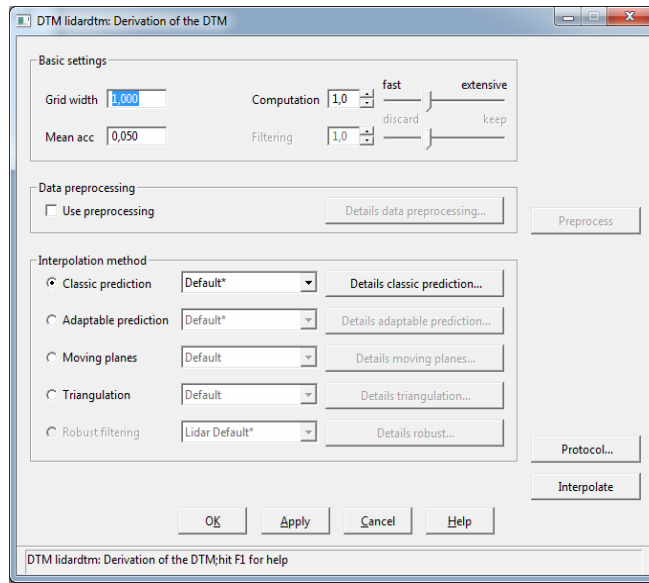 DTM lidardtm: Derivation of the DTM
Basic settings
fast extensive
Grid width 1,000 Computation 1,0
discard keep
Mean acc 0,050 Filtering 1,0
Data preprocessing
Use preprocessing Details data preprocessing... Preprocess
Interpolation method
Classic prediction Default* Details classic prediction...
Adaptable prediction Default* Details adaptable prediction...
Moving planes Default Details moving planes...
Triangulation Default Details triangulation...
Robust filtering Lidar Default* Details robust...
Protocol...
Interpolate
OK Apply Cancel Help
DTM lidardtm: Derivation of the DTM;hit F1 for help